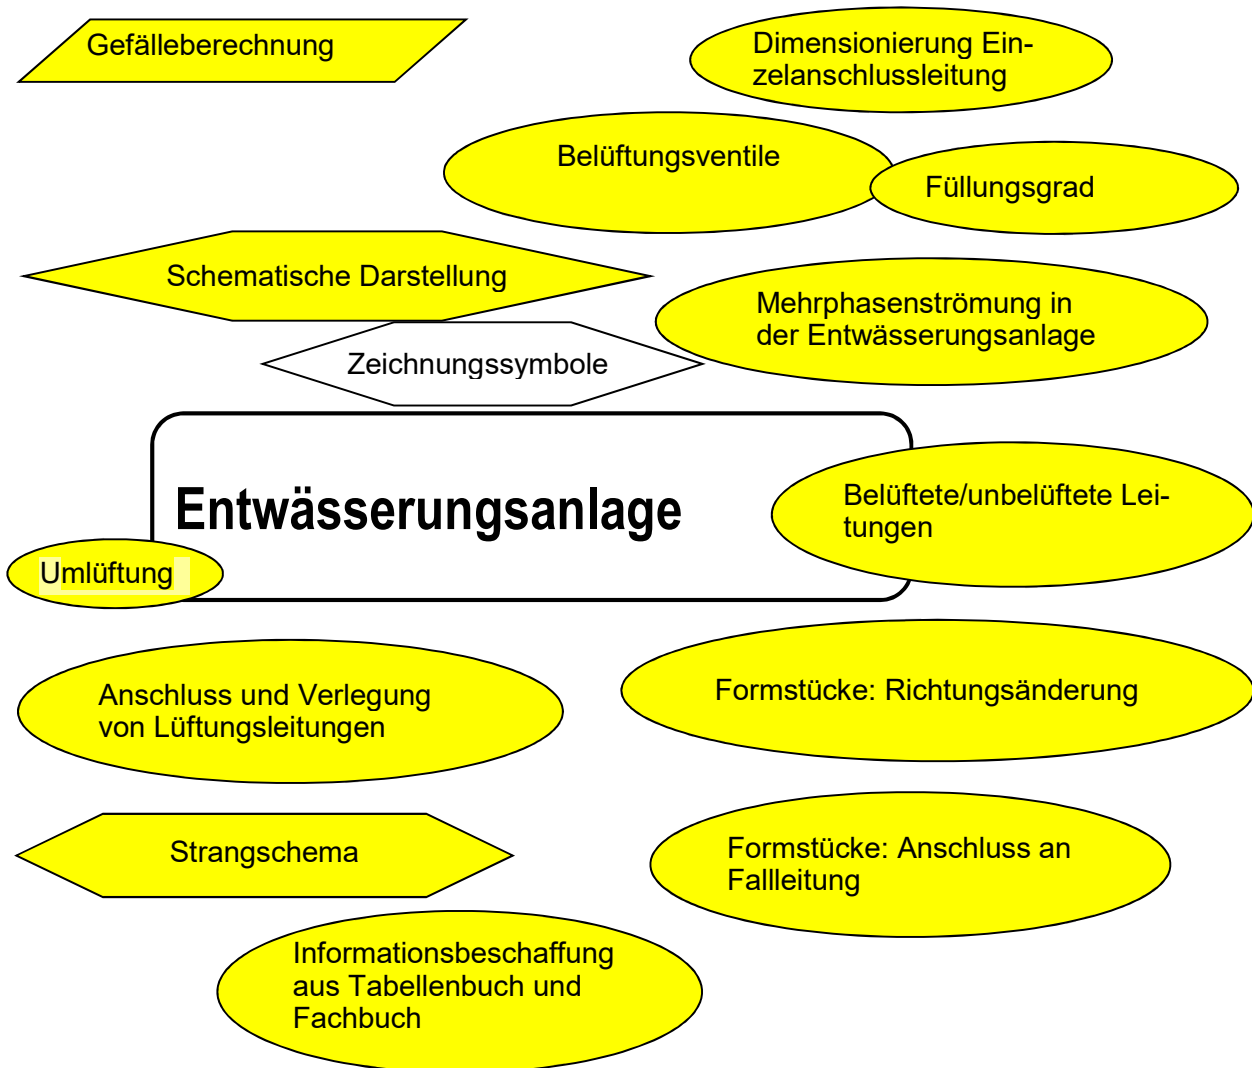 Gefälleberechnung
Dimensionierung Ein-
zelanschlussleitung
Belüftungsventile
Füllungsgrad
Schematische Darstellung
Mehrphasenströmung in
der Entwässerungsanlage
Zeichnungssymbole
Entwässerungsanlage
Belüftete/unbelüftete Lei-
tungen
Umlüftung
Anschluss und Verlegung
von Lüftungsleitungen
Formstücke: Richtungsänderung
Strangschema
Formstücke: Anschluss an
Fallleitung
Informationsbeschaffung
aus Tabellenbuch und
Fachbuch